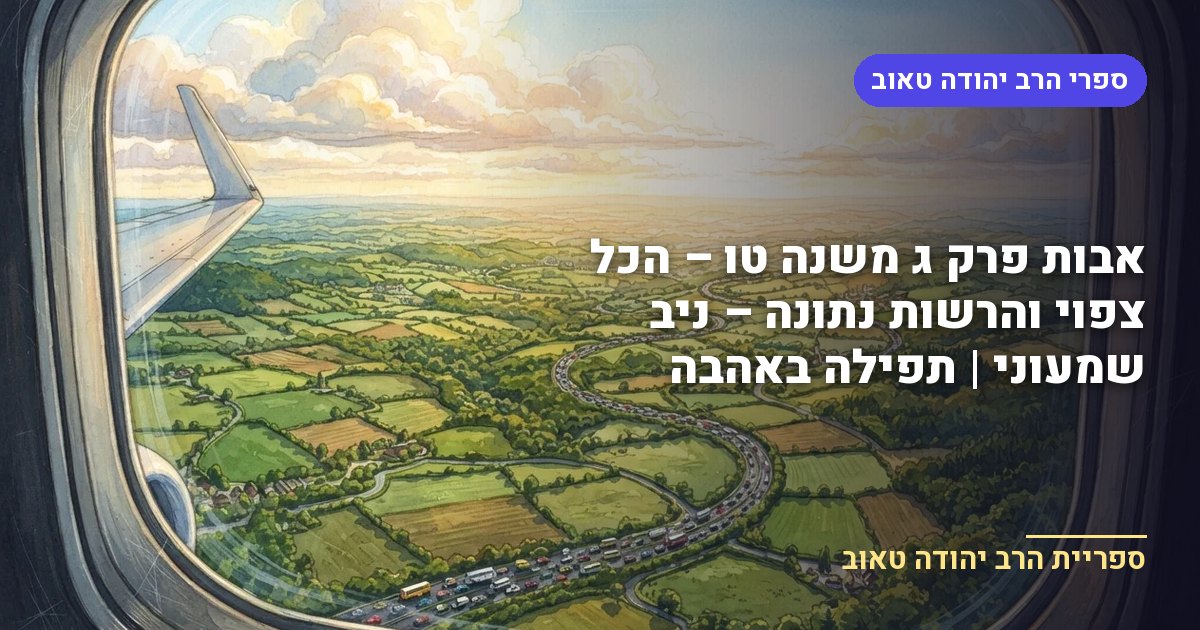 ספרי הרב יהודה טאוב
אבות פרק ג משנה טו – הכל
צפוי והרשות נתונה – ניב
שמעוני | תפילה באהבה
ספריית הרב יהודה טאוב